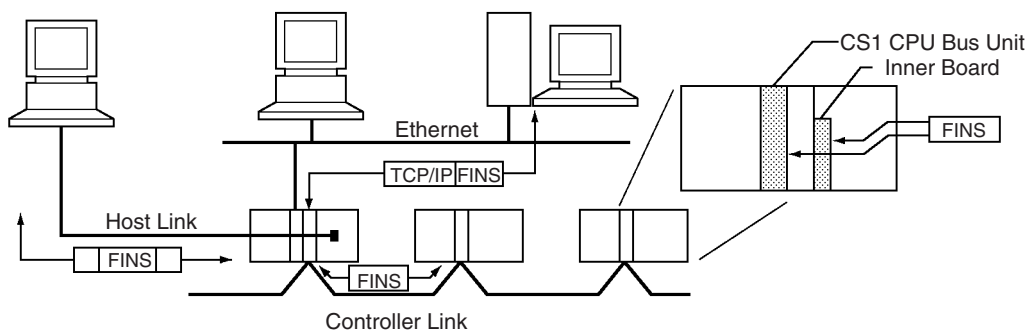 CS1 CPU Bus Unit
Inner Board
Ethernet
FINS
TCP/IP FINS
Host Link
FINS
FINS
Controller Link